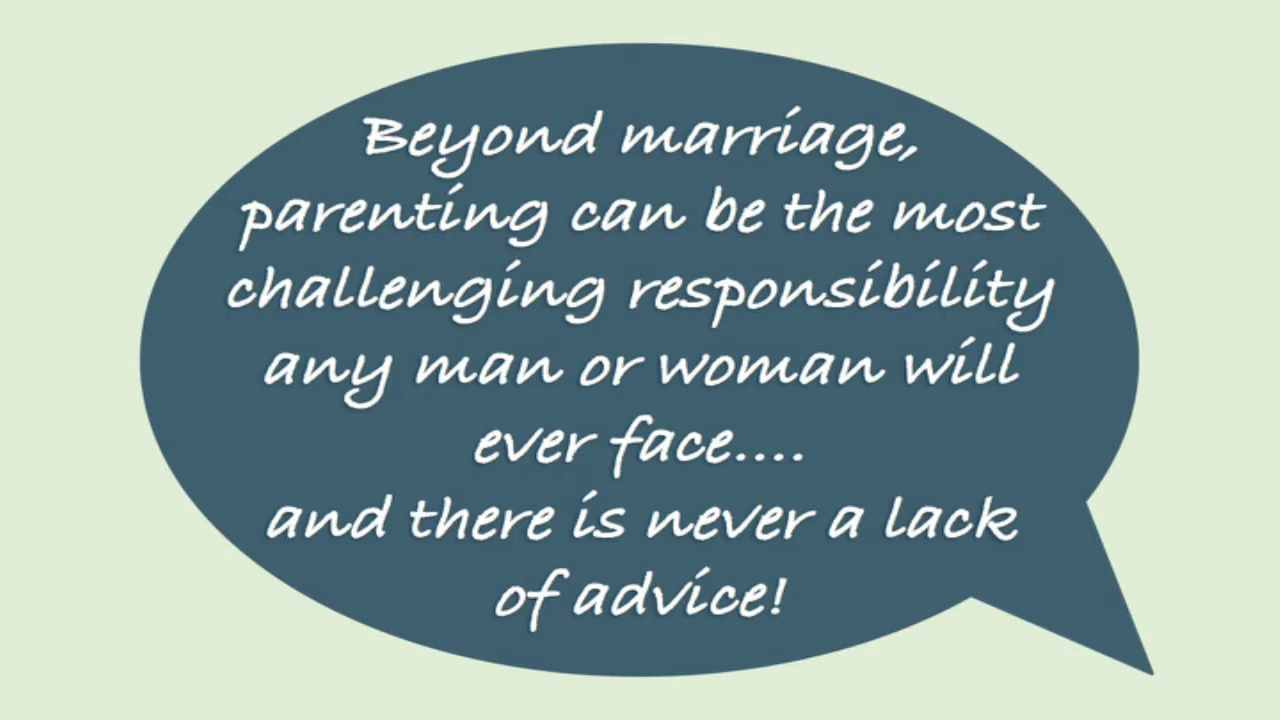 Beyond marriage,
parenting can be the most
challenging responsibility
any man or woman will
ever face....
and there is never a lack
of advice!